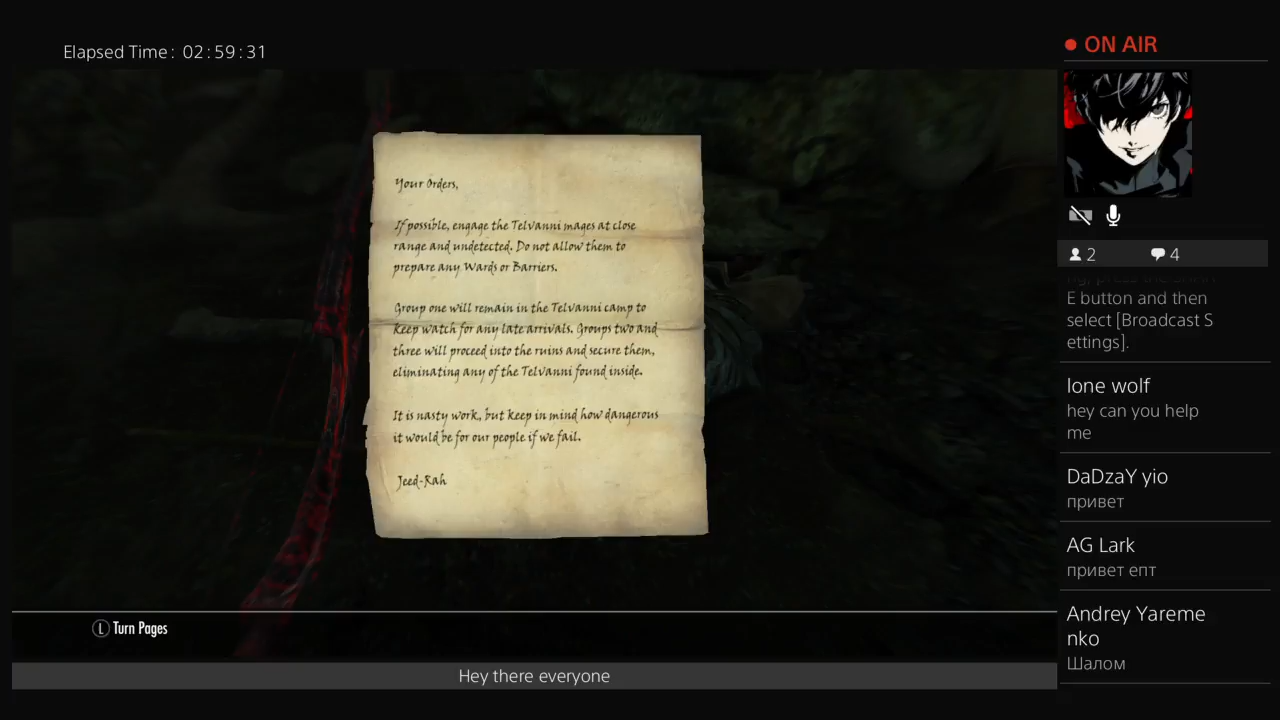 Elapsed Time: 02:59:31
ON AIR
Your Orders,
If possible, engage the Telvanni mages at close
range and undetected. Do not allow them to
prepare any Wards or Barriers.
Group one will remain in the Telvanni camp to
keep watch for any late arrivals. Groups two and
three will proceed into the ruins and secure them,
eliminating any of the Telvanni found inside.
It is nasty work, but keep in mind how dangerous
it would be for our people if we fail.
Jeed-Rah
L Turn Pages
Hey there everyone
2 4
E button and then
select [Broadcast S
ettings].
lone wolf
hey can you help
me
DaDzaY yio
привет
AG Lark
привет епт
Andrey Yareme
nko
Шалом